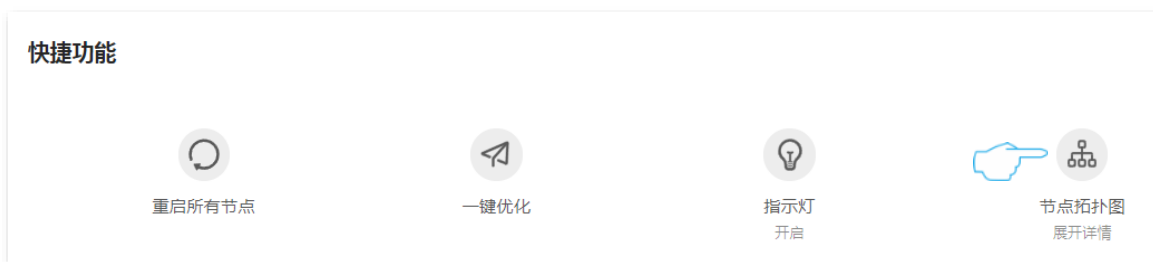 快捷功能
重启所有节点
一键优化
指示灯
开启
节点拓扑图
展开详情